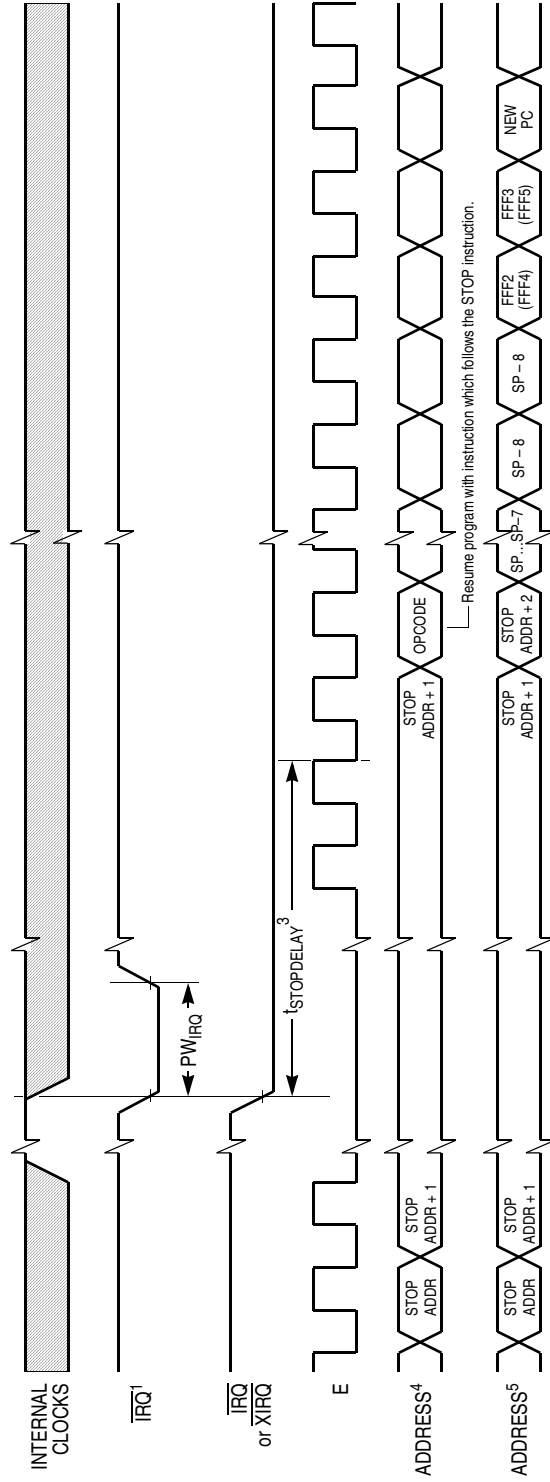 INTERNAL
CLOCKS
IRQ¹
IRQ
or XIRQ
E
ADDRESS⁴
ADDRESS⁵
PW_IRQ
t_STOPDELAY³
STOP
ADDR
STOP
ADDR + 1
STOP
ADDR + 1
OPCODE
Resume program with instruction which follows the STOP instruction.
STOP
ADDR
STOP
ADDR + 1
STOP
ADDR + 1
STOP
ADDR + 2
SP…SP–7
SP – 8
SP – 8
FFF2
(FFF4)
FFF3
(FFF5)
NEW
PC